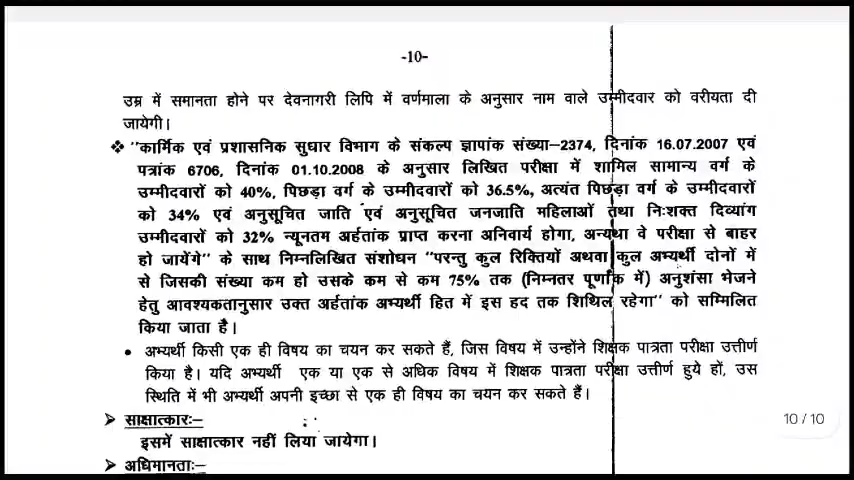 -10-
उम्र में समानता होने पर देवनागरी लिपि में वर्णमाला के अनुसार नाम वाले उम्मीदवार को वरीयता दी
जायेगी।
❖ "कार्मिक एवं प्रशासनिक सुधार विभाग के संकल्प ज्ञापांक संख्या–2374, दिनांक 16.07.2007 एवं
पत्रांक 6706, दिनांक 01.10.2008 के अनुसार लिखित परीक्षा में शामिल सामान्य वर्ग के
उम्मीदवारों को 40%, पिछड़ा वर्ग के उम्मीदवारों को 36.5%, अत्यंत पिछड़ा वर्ग के उम्मीदवारों
को 34% एवं अनुसूचित जाति एवं अनुसूचित जनजाति महिलाओं तथा निःशक्त दिव्यांग
उम्मीदवारों को 32% न्यूनतम अर्हतांक प्राप्त करना अनिवार्य होगा, अन्यथा वे परीक्षा से बाहर
हो जायेंगे" के साथ निम्नलिखित संशोधन "परन्तु कुल रिक्तियों अथवा कुल अभ्यर्थी दोनों में
से जिसकी संख्या कम हो उसके कम से कम 75% तक (निम्नतर पूर्णांक में) अनुशंसा भेजने
हेतु आवश्यकतानुसार उक्त अर्हतांक अभ्यर्थी हित में इस हद तक शिथिल रहेगा" को सम्मिलित
किया जाता है।
• अभ्यर्थी किसी एक ही विषय का चयन कर सकते हैं, जिस विषय में उन्होंने शिक्षक पात्रता परीक्षा उत्तीर्ण
किया है। यदि अभ्यर्थी एक या एक से अधिक विषय में शिक्षक पात्रता परीक्षा उत्तीर्ण हुये हों, उस
स्थिति में भी अभ्यर्थी अपनी इच्छा से एक ही विषय का चयन कर सकते हैं।
➤ साक्षात्कारः–
इसमें साक्षात्कार नहीं लिया जायेगा।
➤ अधिमानताः–
10 / 10